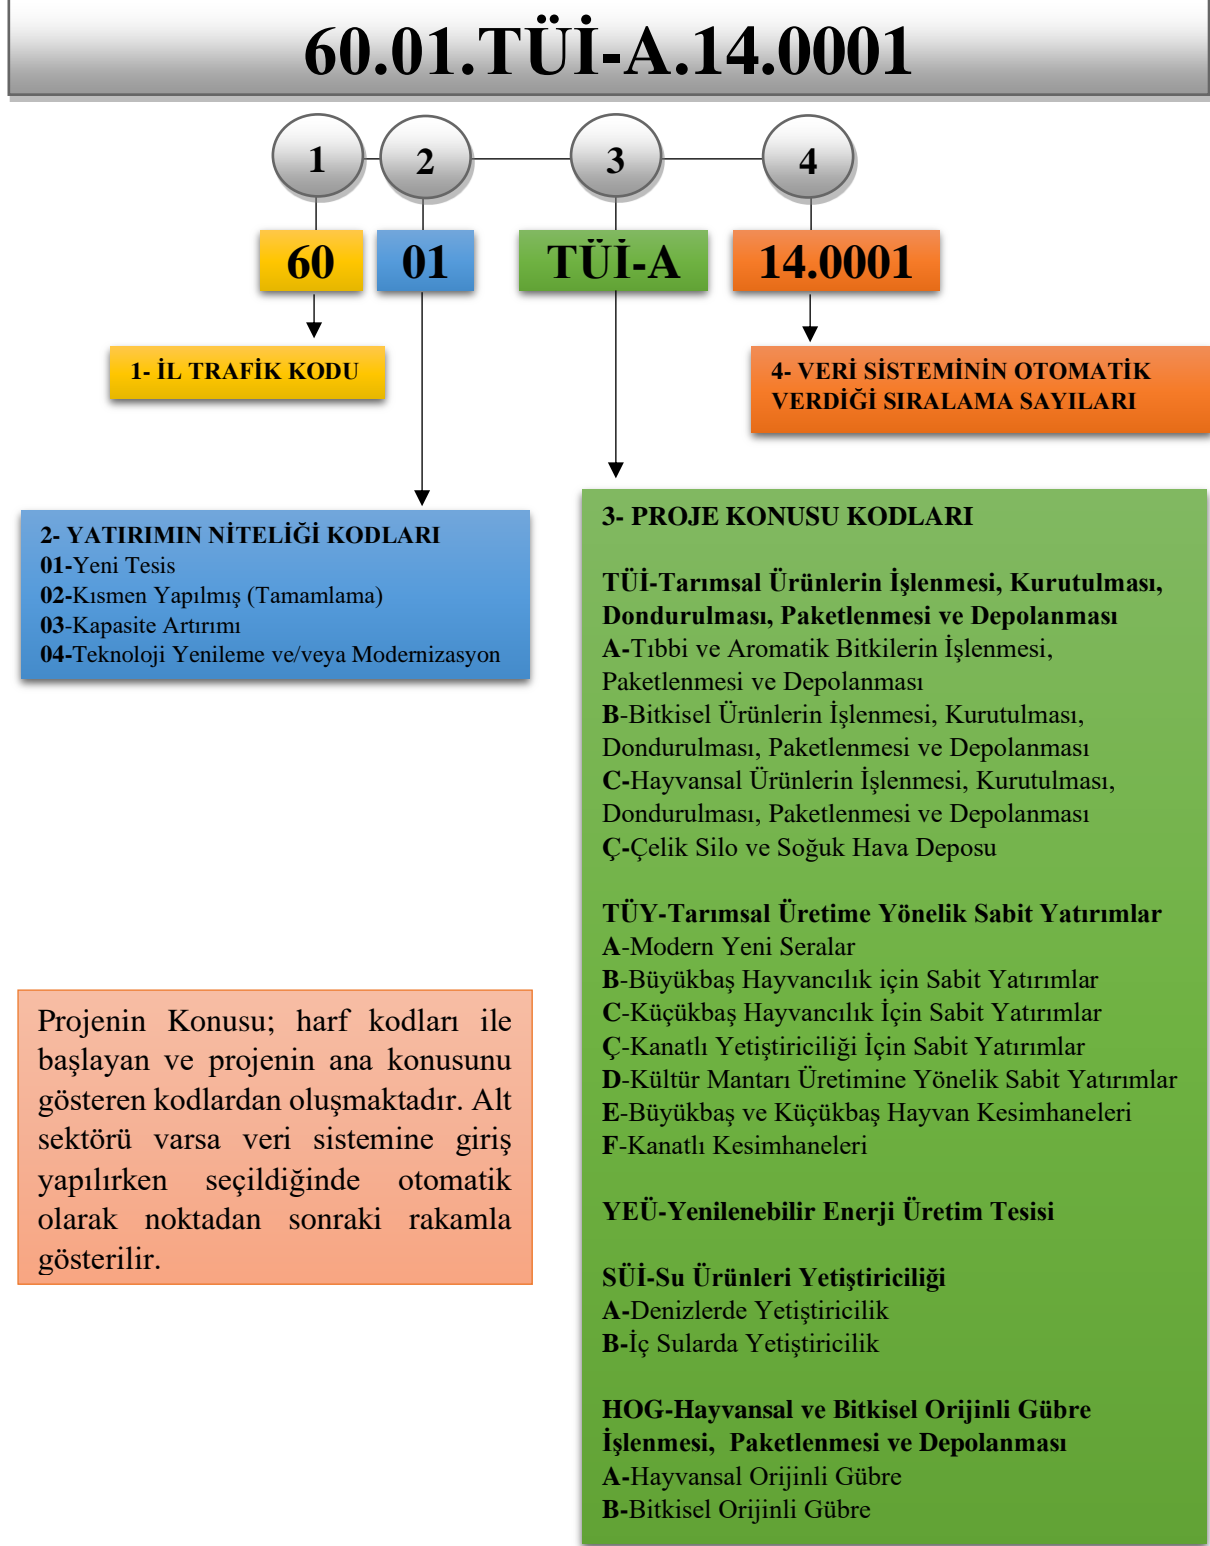 60.01.TÜİ-A.14.0001
1
2
3
4
60
01
TÜİ-A
14.0001
1- İL TRAFİK KODU
4- VERİ SİSTEMİNİN OTOMATİK
VERDİĞİ SIRALAMA SAYILARI
2- YATIRIMIN NİTELİĞİ KODLARI
01-Yeni Tesis
02-Kısmen Yapılmış (Tamamlama)
03-Kapasite Artırımı
04-Teknoloji Yenileme ve/veya Modernizasyon
3- PROJE KONUSU KODLARI
TÜİ-Tarımsal Ürünlerin İşlenmesi, Kurutulması,
Dondurulması, Paketlenmesi ve Depolanması
A-Tıbbi ve Aromatik Bitkilerin İşlenmesi,
Paketlenmesi ve Depolanması
B-Bitkisel Ürünlerin İşlenmesi, Kurutulması,
Dondurulması, Paketlenmesi ve Depolanması
C-Hayvansal Ürünlerin İşlenmesi, Kurutulması,
Dondurulması, Paketlenmesi ve Depolanması
Ç-Çelik Silo ve Soğuk Hava Deposu
TÜY-Tarımsal Üretime Yönelik Sabit Yatırımlar
A-Modern Yeni Seralar
B-Büyükbaş Hayvancılık için Sabit Yatırımlar
C-Küçükbaş Hayvancılık İçin Sabit Yatırımlar
Ç-Kanatlı Yetiştiriciliği İçin Sabit Yatırımlar
D-Kültür Mantarı Üretimine Yönelik Sabit Yatırımlar
E-Büyükbaş ve Küçükbaş Hayvan Kesimhaneleri
F-Kanatlı Kesimhaneleri
YEÜ-Yenilenebilir Enerji Üretim Tesisi
SÜİ-Su Ürünleri Yetiştiriciliği
A-Denizlerde Yetiştiricilik
B-İç Sularda Yetiştiricilik
HOG-Hayvansal ve Bitkisel Orijinli Gübre
İşlenmesi, Paketlenmesi ve Depolanması
A-Hayvansal Orijinli Gübre
B-Bitkisel Orijinli Gübre
Projenin Konusu; harf kodları ile
başlayan ve projenin ana konusunu
gösteren kodlardan oluşmaktadır. Alt
sektörü varsa veri sistemine giriş
yapılırken seçildiğinde otomatik
olarak noktadan sonraki rakamla
gösterilir.